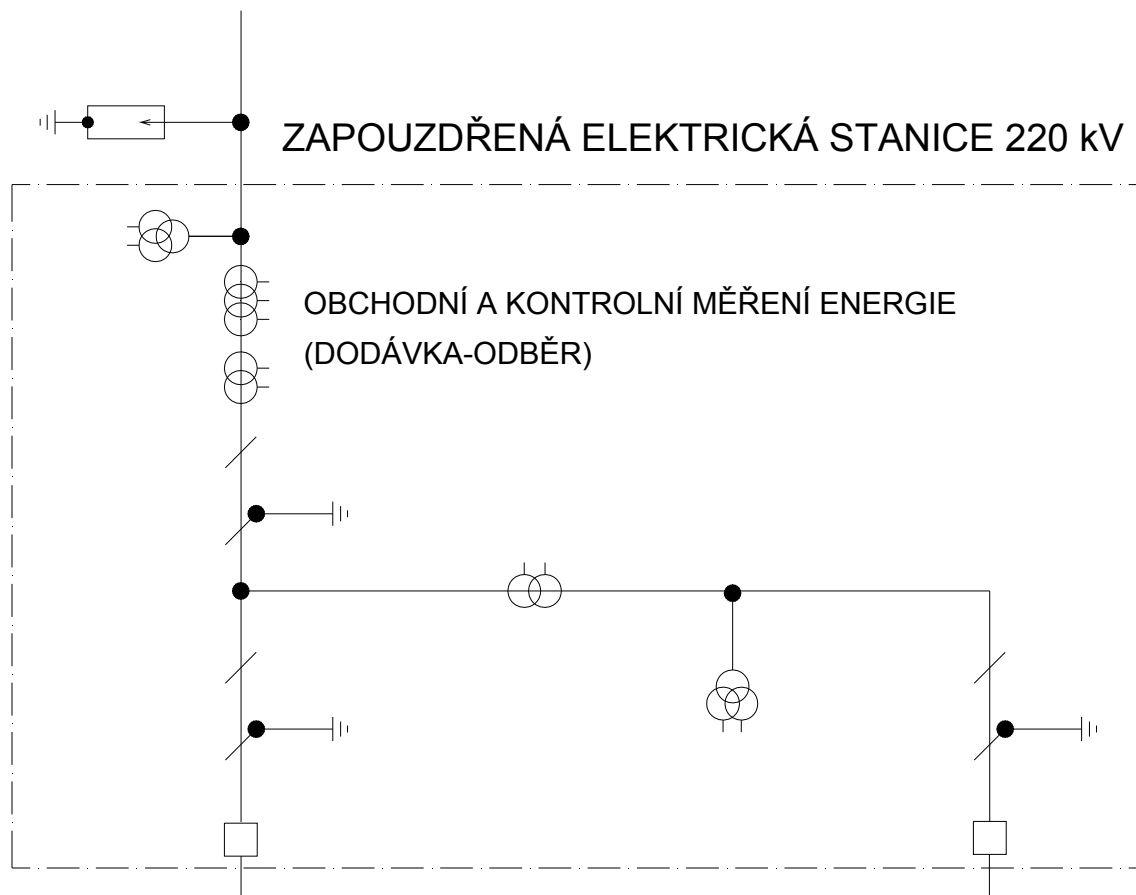 ZAPOUZDŘENÁ ELEKTRICKÁ STANICE 220 kV
OBCHODNÍ A KONTROLNÍ MĚŘENÍ ENERGIE
(DODÁVKA-ODBĚR)